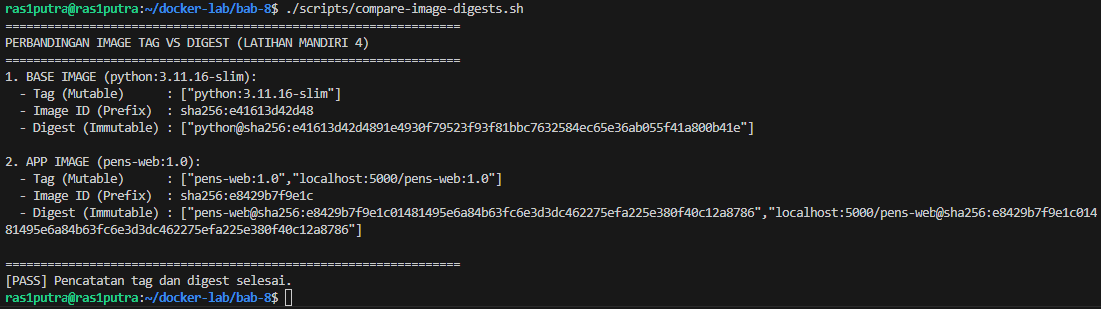 ras1putra@ras1putra:~/docker-lab/bab-8$ ./scripts/compare-image-digests.sh
=================================================================
PERBANDINGAN IMAGE TAG VS DIGEST (LATIHAN MANDIRI 4)
=================================================================
1. BASE IMAGE (python:3.11.16-slim):
  - Tag (Mutable)      : ["python:3.11.16-slim"]
  - Image ID (Prefix)  : sha256:e41613d42d48
  - Digest (Immutable) : ["python@sha256:e41613d42d4891e4930f79523f93f81bbc7632584ec65e36ab055f41a800b41e"]

2. APP IMAGE (pens-web:1.0):
  - Tag (Mutable)      : ["pens-web:1.0","localhost:5000/pens-web:1.0"]
  - Image ID (Prefix)  : sha256:e8429b7f9e1c
  - Digest (Immutable) : ["pens-web@sha256:e8429b7f9e1c01481495e6a84b63fc6e3d3dc462275efa225e380f40c12a8786","localhost:5000/pens-web@sha256:e8429b7f9e1c014
81495e6a84b63fc6e3d3dc462275efa225e380f40c12a8786"]

=================================================================
[PASS] Pencatatan tag dan digest selesai.
ras1putra@ras1putra:~/docker-lab/bab-8$